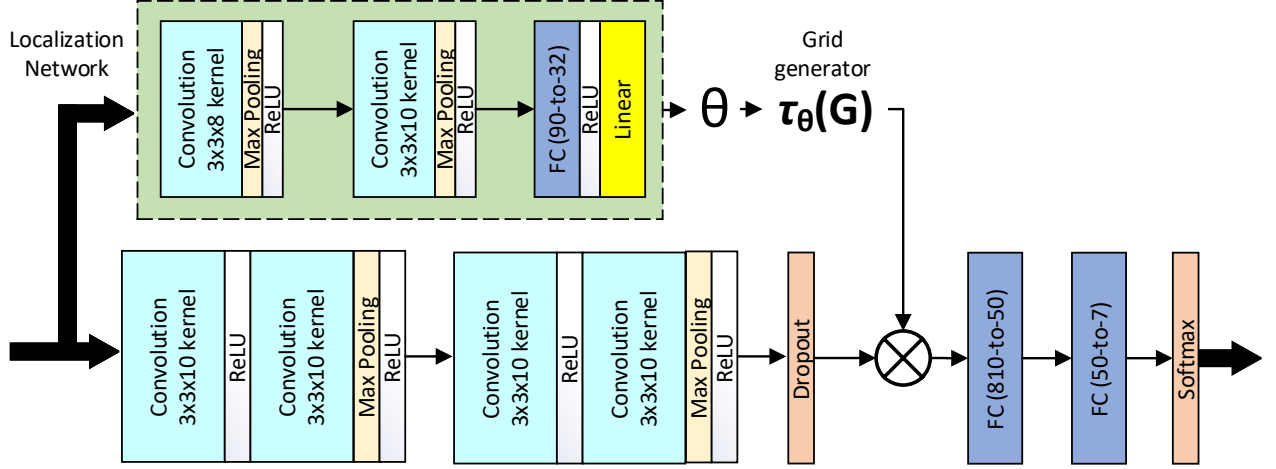 Localization
Network
Convolution
3x3x8 kernel
Max Pooling
ReLU
Convolution
3x3x10 kernel
Max Pooling
ReLU
FC (90-to-32)
ReLU
Linear
θ
Grid
generator
τθ(G)
Convolution
3x3x10 kernel
ReLU
Convolution
3x3x10 kernel
Max Pooling
ReLU
Convolution
3x3x10 kernel
ReLU
Convolution
3x3x10 kernel
Max Pooling
ReLU
Dropout
FC (810-to-50)
FC (50-to-7)
Softmax